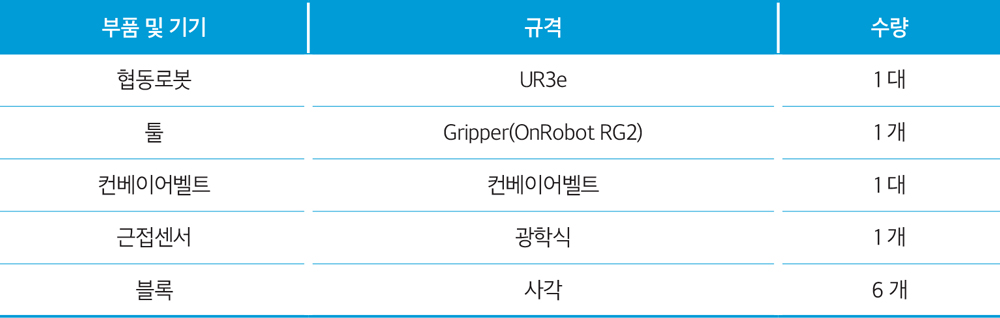 부품 및 기기 규격 수량
협동로봇 UR3e 1대
툴 Gripper(OnRobot RG2) 1개
컨베이어벨트 컨베이어벨트 1대
근접센서 광학식 1개
블록 사각 6 개